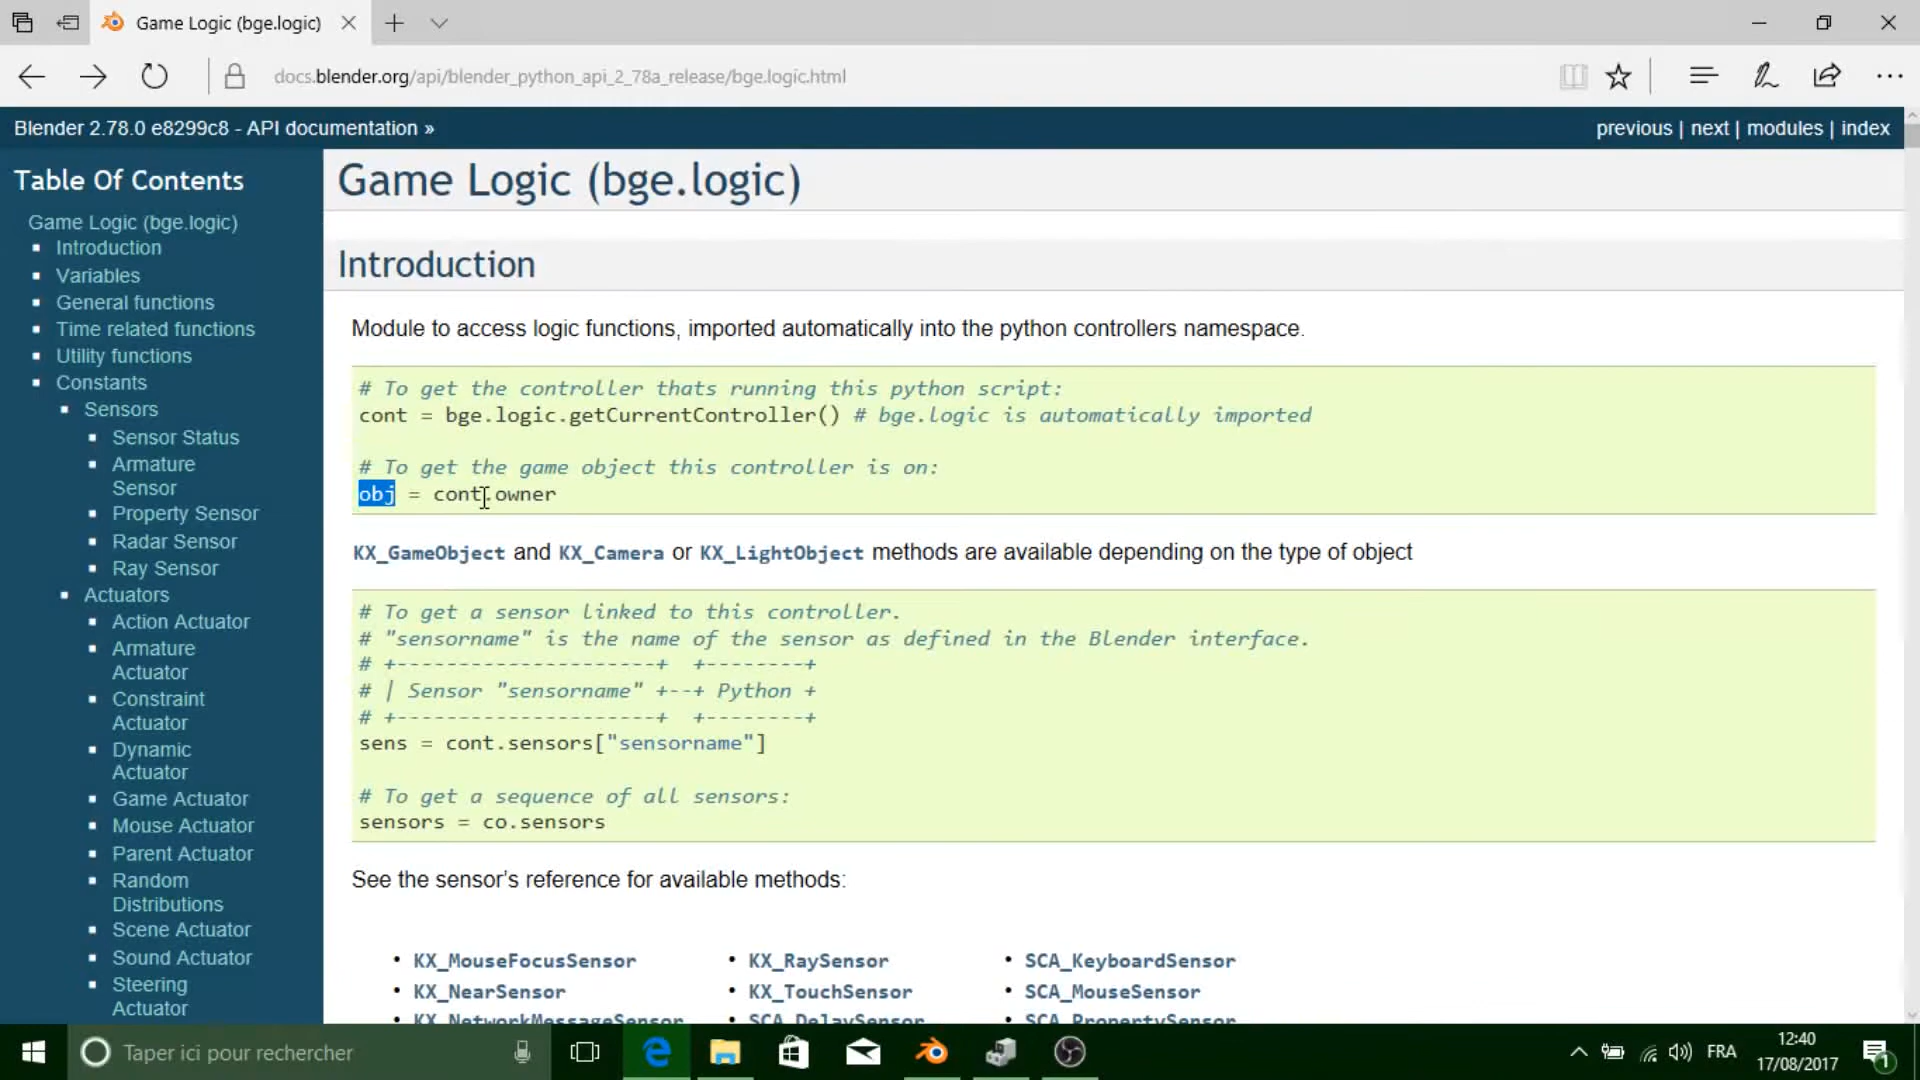 Game Logic (bge.logic)
docs.blender.org/api/blender_python_api_2_78a_release/bge.logic.html
Blender 2.78.0 e8299c8 - API documentation »
previous | next | modules | index
Table Of Contents
Game Logic (bge.logic)
Introduction
Variables
General functions
Time related functions
Utility functions
Constants
Sensors
Sensor Status
Armature
Sensor
Property Sensor
Radar Sensor
Ray Sensor
Actuators
Action Actuator
Armature
Actuator
Constraint
Actuator
Dynamic
Actuator
Game Actuator
Mouse Actuator
Parent Actuator
Random
Distributions
Scene Actuator
Sound Actuator
Steering
Actuator
Game Logic (bge.logic)
Introduction
Module to access logic functions, imported automatically into the python controllers namespace.
# To get the controller thats running this python script:
cont = bge.logic.getCurrentController() # bge.logic is automatically imported
# To get the game object this controller is on:
obj = cont.owner
KX_GameObject and KX_Camera or KX_LightObject methods are available depending on the type of object
# To get a sensor linked to this controller.
# "sensorname" is the name of the sensor as defined in the Blender interface.
# +---------------------+  +--------+
# | Sensor "sensorname" +--+ Python +
# +---------------------+  +--------+
sens = cont.sensors["sensorname"]
# To get a sequence of all sensors:
sensors = co.sensors
See the sensor's reference for available methods:
• KX_MouseFocusSensor • KX_RaySensor • SCA_KeyboardSensor
• KX_NearSensor • KX_TouchSensor • SCA_MouseSensor
• KX_NetworkMessageSensor • SCA_DelaySensor • SCA_PropertySensor
Taper ici pour rechercher
FRA
12:40
17/08/2017
1